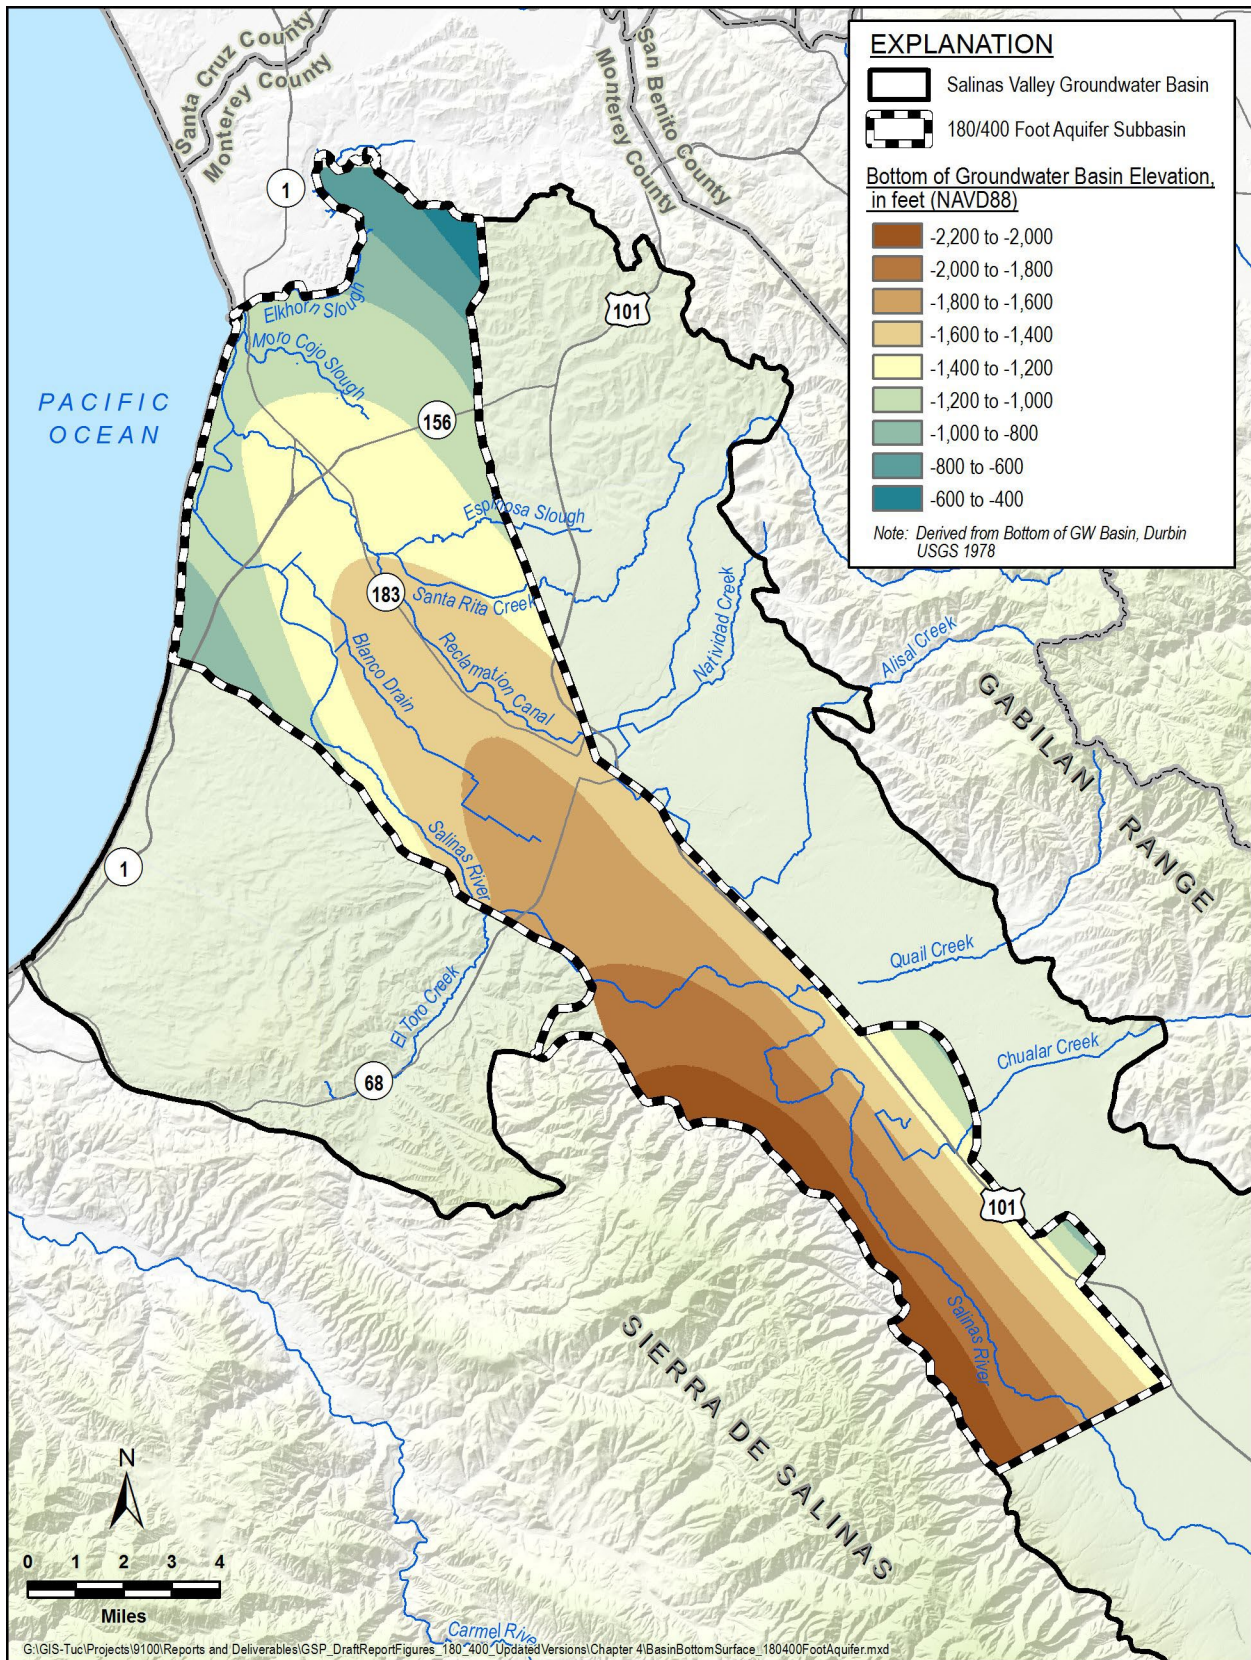 EXPLANATION
Salinas Valley Groundwater Basin
180/400 Foot Aquifer Subbasin
Bottom of Groundwater Basin Elevation,
in feet (NAVD88)
-2,200 to -2,000
-2,000 to -1,800
-1,800 to -1,600
-1,600 to -1,400
-1,400 to -1,200
-1,200 to -1,000
-1,000 to -800
-800 to -600
-600 to -400
Note: Derived from Bottom of GW Basin, Durbin
USGS 1978
Santa Cruz County
Monterey County
San Benito County
Monterey County
1
101
Elkhorn Slough
Moro Cojo Slough
PACIFIC
OCEAN
156
Espinosa Slough
183
Santa Rita Creek
Natividad Creek
Blanco Drain
Reclamation Canal
Alisal Creek
GABILAN
RANGE
Salinas River
1
Quail Creek
El Toro Creek
Chualar Creek
68
101
Salinas River
SIERRA DE SALINAS
N
0 1 2 3 4
Miles
Carmel River
G:\GIS-Tuc\Projects\9100\Reports and Deliverables\GSP_DraftReportFigures_180_400_UpdatedVersions\Chapter 4\BasinBottomSurface_180400FootAquifer.mxd